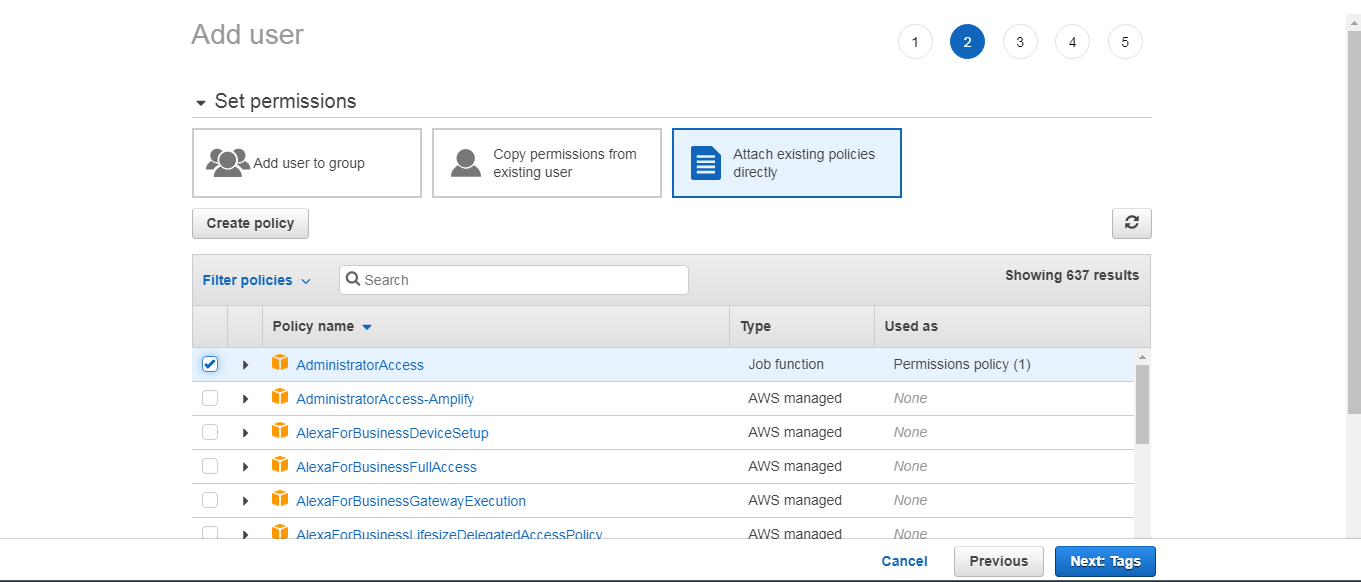 Add user
1 2 3 4 5
Set permissions
Add user to group
Copy permissions from
existing user
Attach existing policies
directly
Create policy
Filter policies Search Showing 637 results
Policy name Type Used as
AdministratorAccess Job function Permissions policy (1)
AdministratorAccess-Amplify AWS managed None
AlexaForBusinessDeviceSetup AWS managed None
AlexaForBusinessFullAccess AWS managed None
AlexaForBusinessGatewayExecution AWS managed None
AlexaForBusinessLifesizeDelegatedAccessPolicy AWS managed None
Cancel Previous Next: Tags